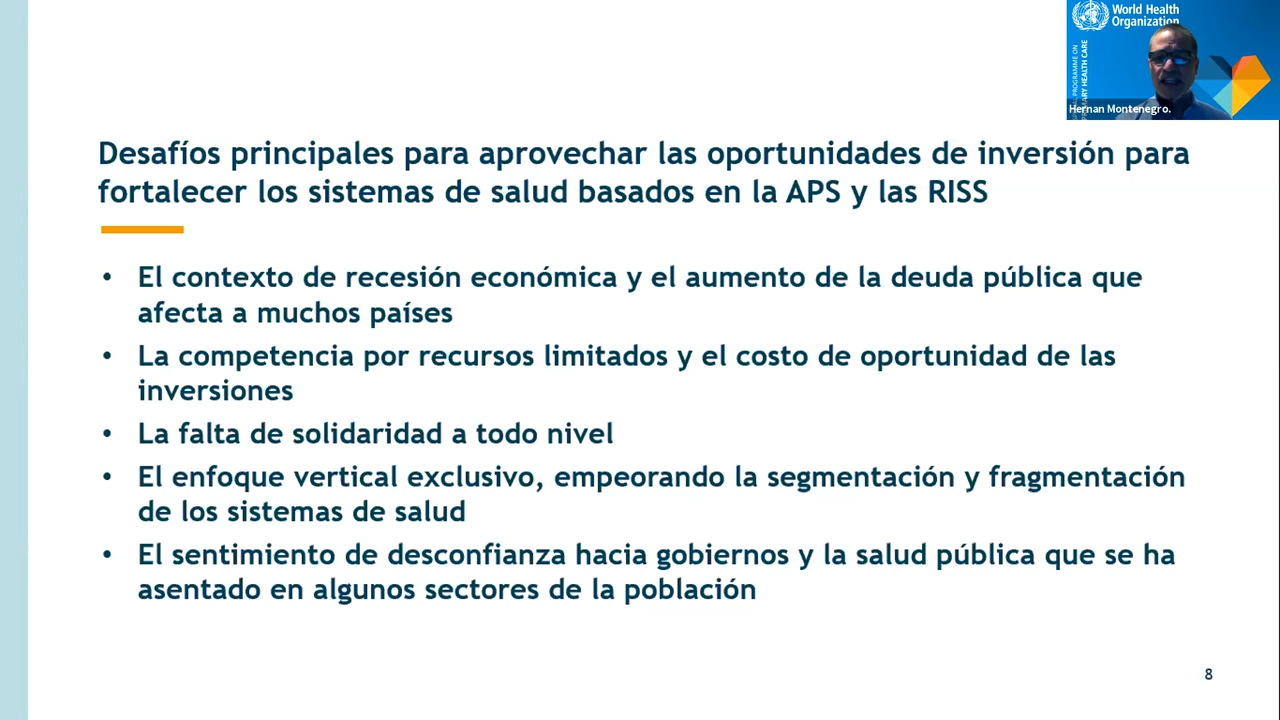 World Health
Organization
PRIMARY HEALTH CARE
Hernan Montenegro.
Desafíos principales para aprovechar las oportunidades de inversión para
fortalecer los sistemas de salud basados en la APS y las RISS
• El contexto de recesión económica y el aumento de la deuda pública que
afecta a muchos países
• La competencia por recursos limitados y el costo de oportunidad de las
inversiones
• La falta de solidaridad a todo nivel
• El enfoque vertical exclusivo, empeorando la segmentación y fragmentación
de los sistemas de salud
• El sentimiento de desconfianza hacia gobiernos y la salud pública que se ha
asentado en algunos sectores de la población
8